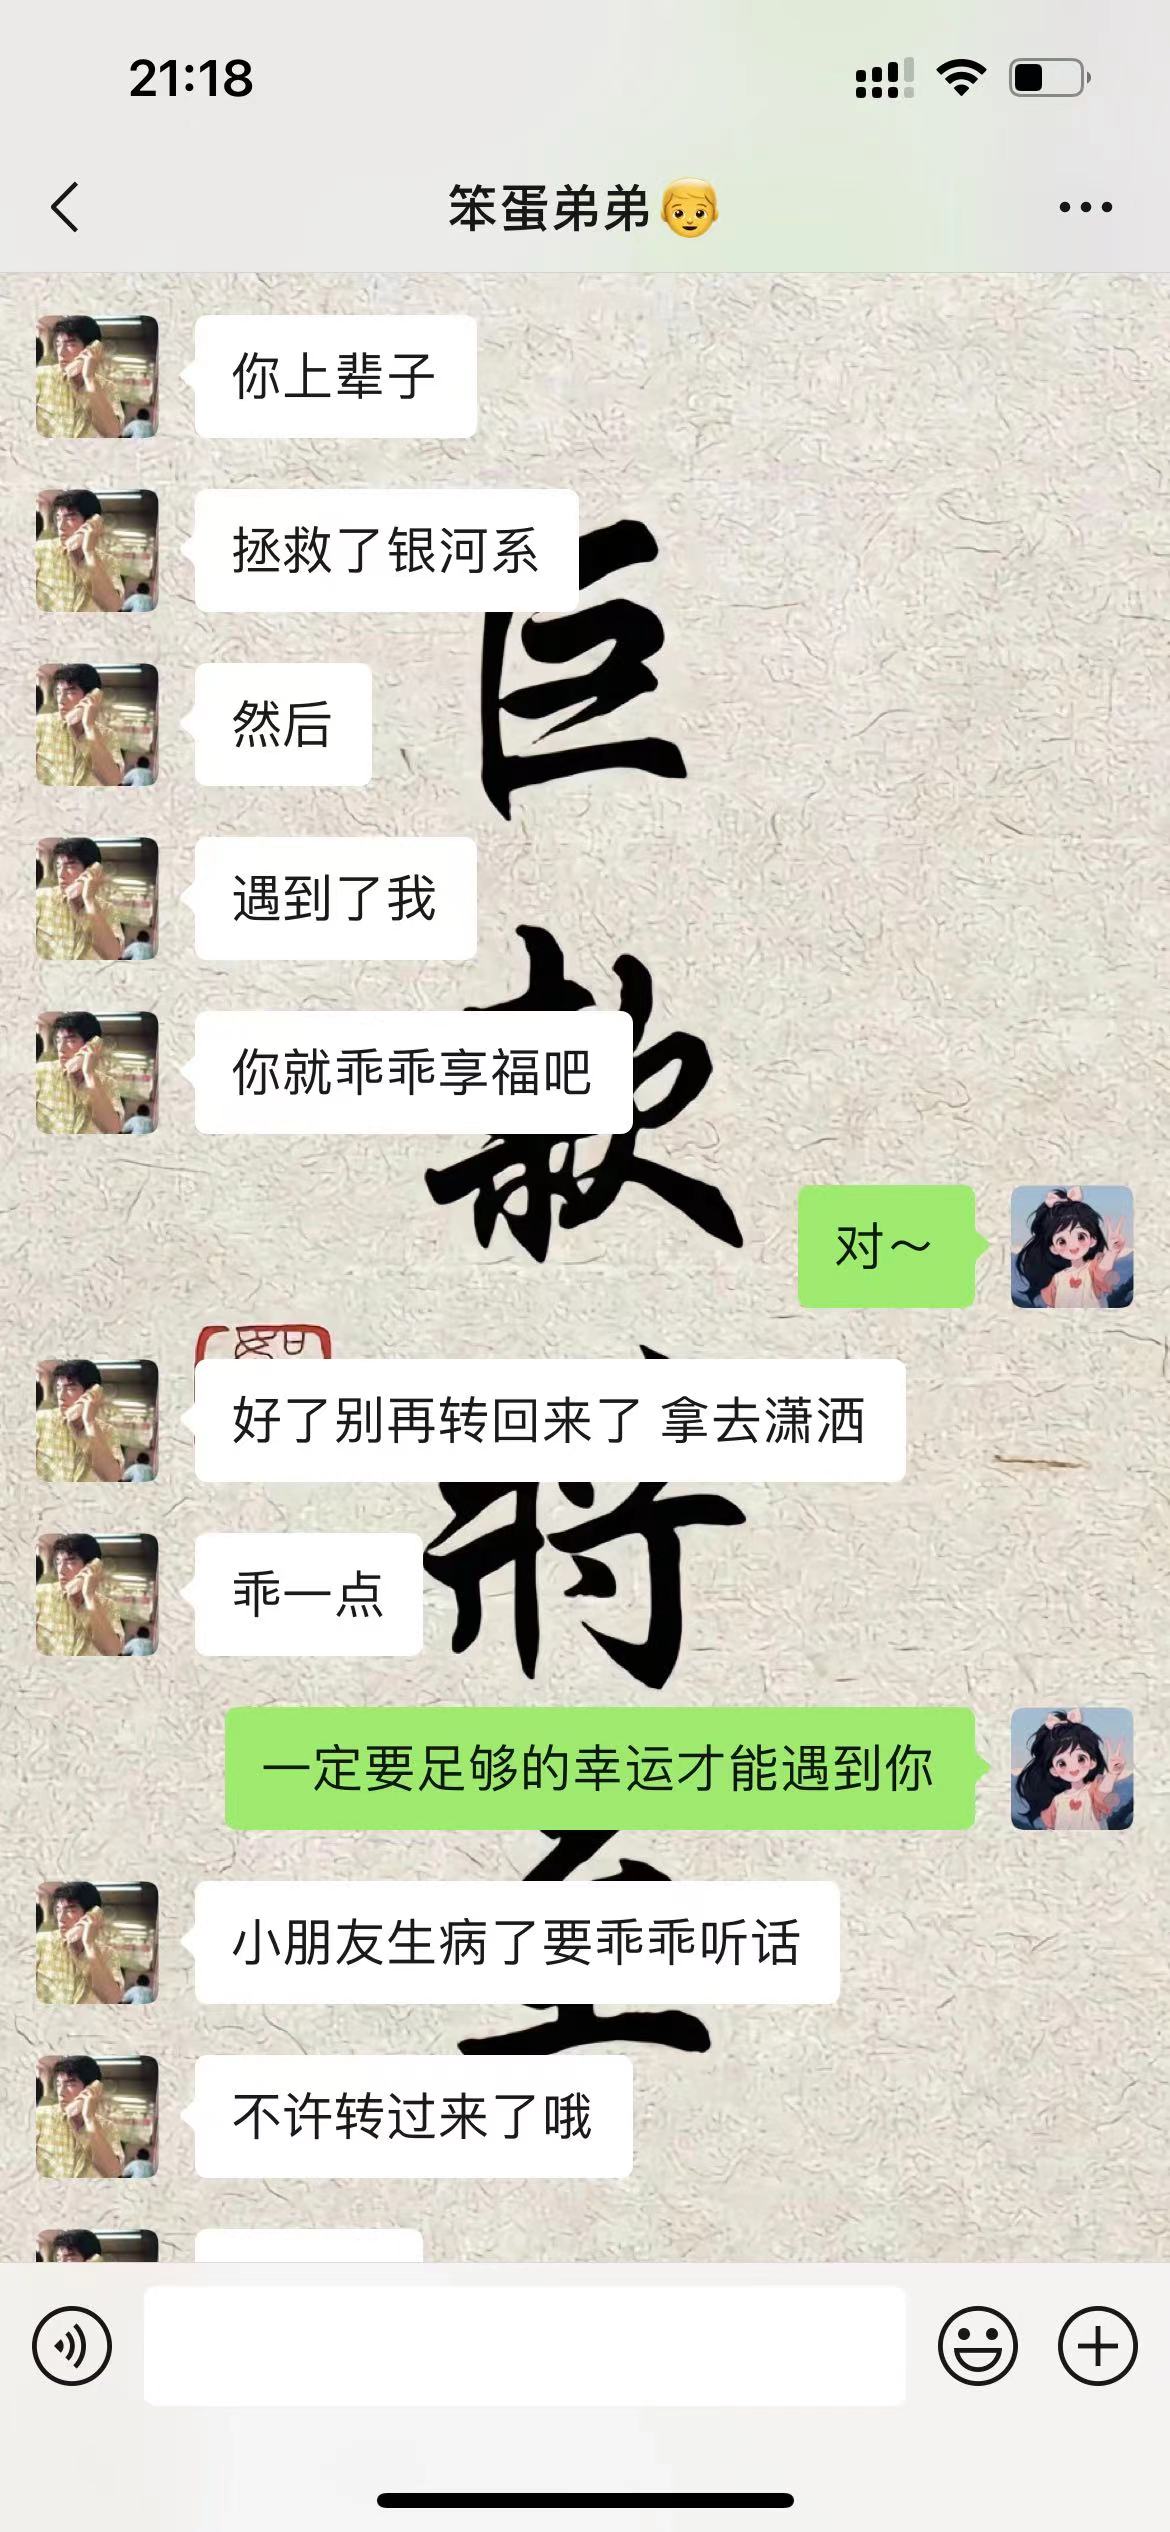 21:18
笨蛋弟弟👦
你上辈子
拯救了银河系
然后
遇到了我
你就乖乖享福吧
对～
好了别再转回来了 拿去潇洒
乖一点
一定要足够的幸运才能遇到你
小朋友生病了要乖乖听话
不许转过来了哦
巨
款
将
至